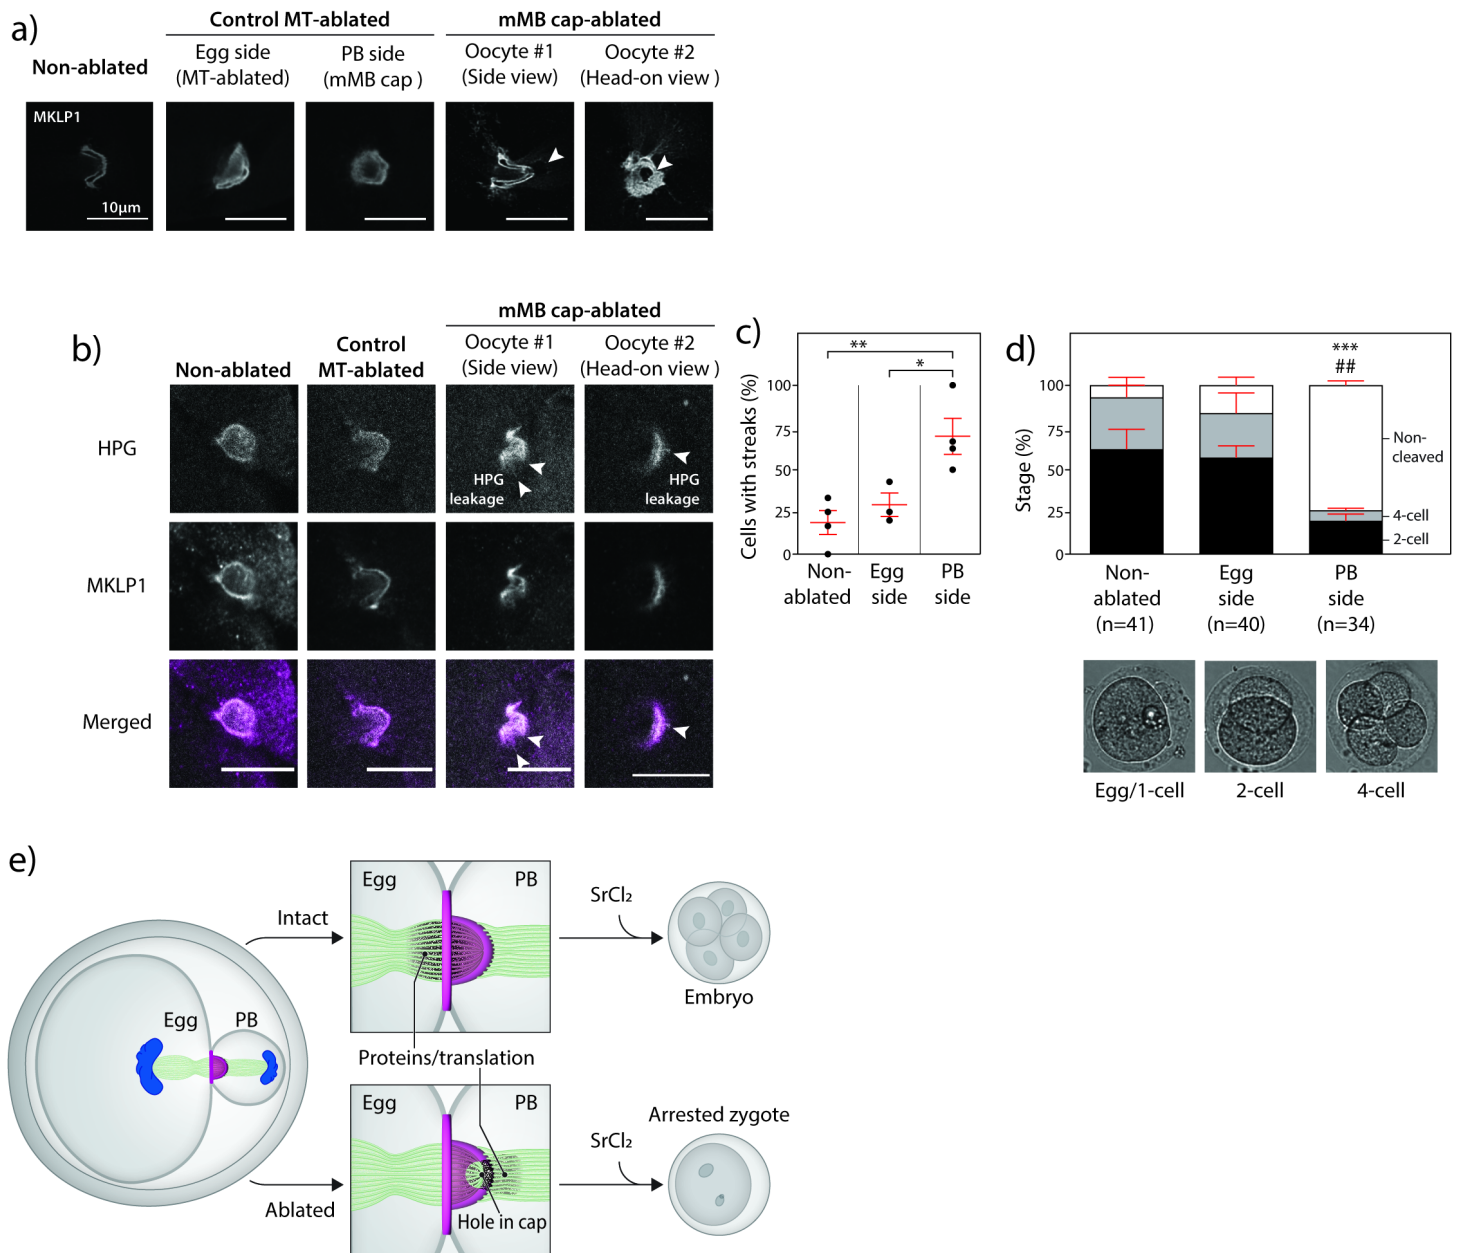 a)
Control MT-ablated
mMB cap-ablated
Non-ablated
Egg side
(MT-ablated)
PB side
(mMB cap )
Oocyte #1
(Side view)
Oocyte #2
(Head-on view )
MKLP1
10µm
b)
mMB cap-ablated
Non-ablated
Control
MT-ablated
Oocyte #1
(Side view)
Oocyte #2
(Head-on view )
HPG
HPG
leakage
HPG
leakage
MKLP1
Merged
c)
Cells with streaks (%)
**
*
100
75
50
25
0
Non-
ablated
Egg
side
PB
side
d)
Stage (%)
***
##
100
75
50
25
0
Non-
cleaved
4-cell
2-cell
Non-
ablated
(n=41)
Egg
side
(n=40)
PB
side
(n=34)
Egg/1-cell
2-cell
4-cell
e)
Egg
PB
Intact
Egg
PB
SrCl₂
Embryo
Proteins/translation
Ablated
Egg
PB
Hole in cap
SrCl₂
Arrested zygote